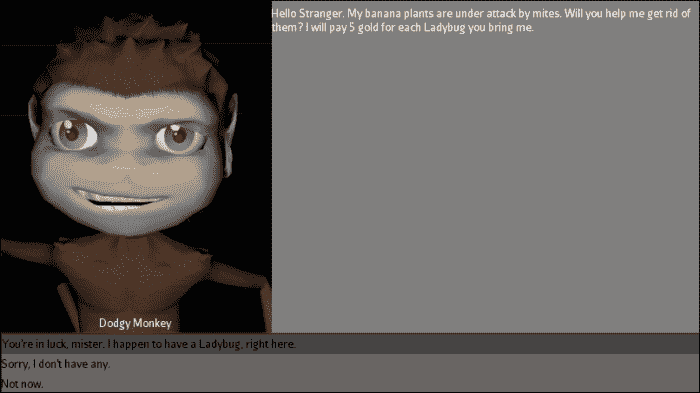 Hello Stranger. My banana plants are under attack by mites. Will you help me get rid of
them? I will pay 5 gold for each Ladybug you bring me.
Dodgy Monkey
You're in luck, mister. I happen to have a Ladybug, right here.
Sorry, I don't have any.
Not now.